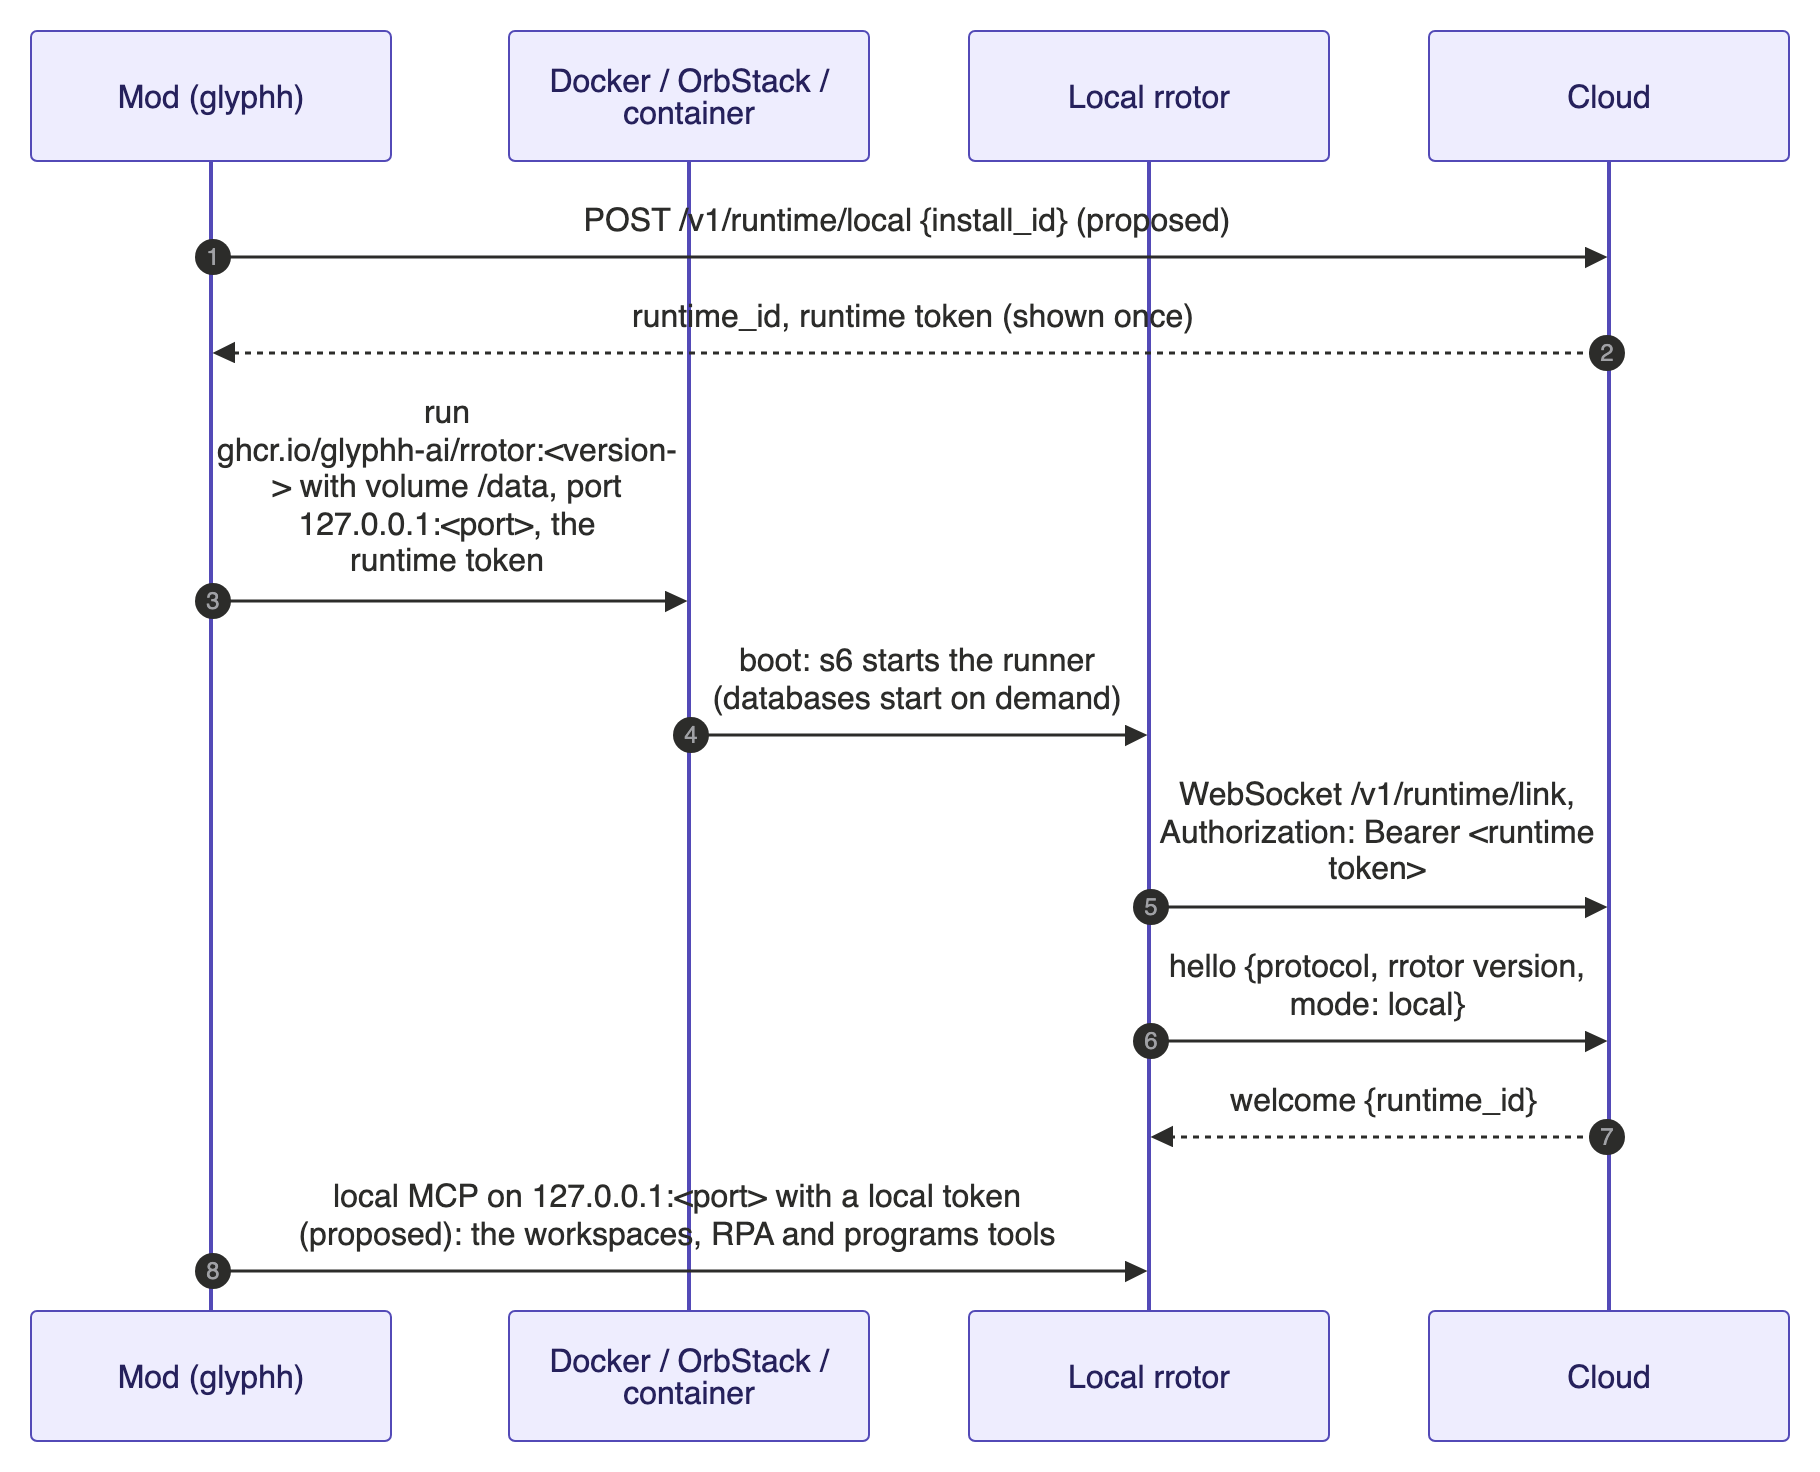 Mod (glyphh)
Docker / OrbStack /
container
Local rrotor
Cloud
POST /v1/runtime/local {install_id} (proposed)
1
runtime_id, runtime token (shown once)
2
run
ghcr.io/glyphh-ai/rrotor:<version-
> with volume /data, port
127.0.0.1:<port>, the
runtime token
3
boot: s6 starts the runner
(databases start on demand)
4
WebSocket /v1/runtime/link,
Authorization: Bearer <runtime
token>
5
hello {protocol, rrotor version,
mode: local}
6
welcome {runtime_id}
7
local MCP on 127.0.0.1:<port> with a local token
(proposed): the workspaces, RPA and programs tools
8
Mod (glyphh)
Docker / OrbStack /
container
Local rrotor
Cloud